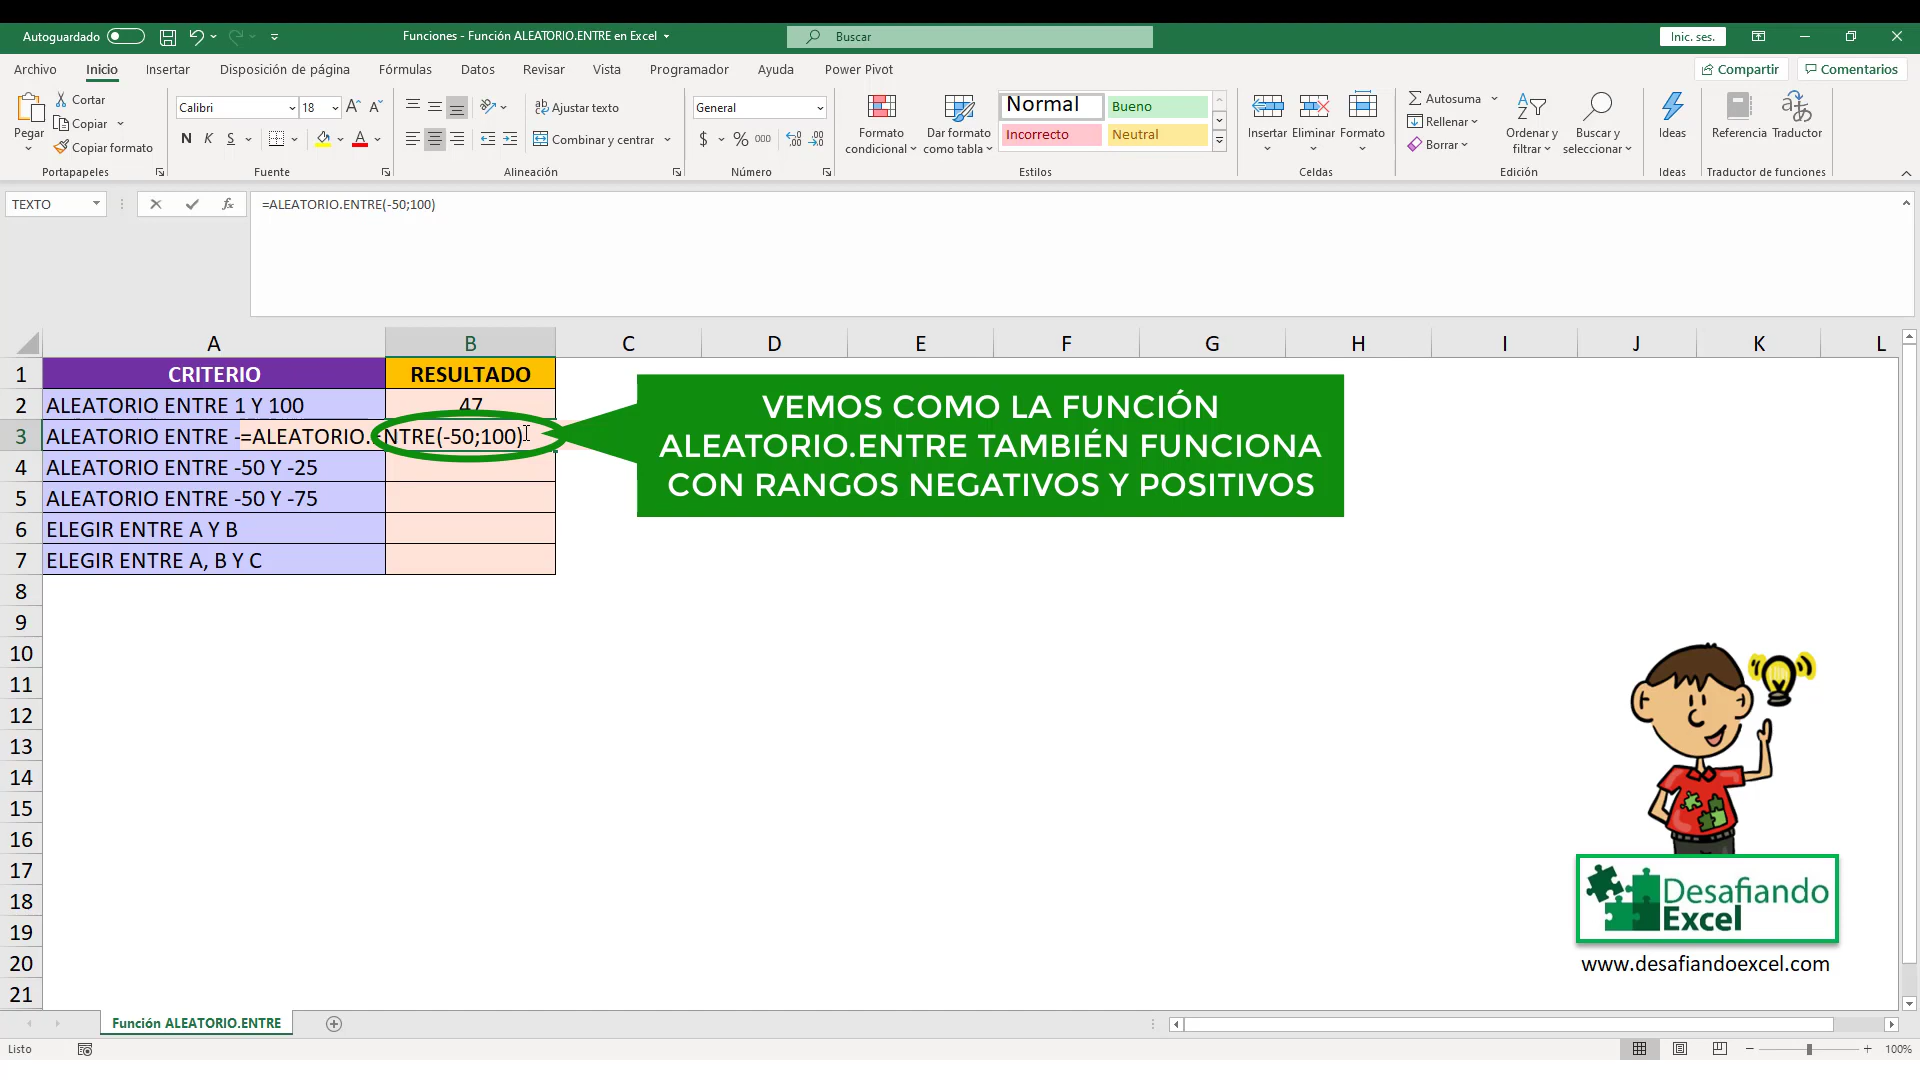 Autoguardado
Funciones - Función ALEATORIO.ENTRE en Excel
Buscar
Inic. ses.
Archivo Inicio Insertar Disposición de página Fórmulas Datos Revisar Vista Programador Ayuda Power Pivot
Compartir Comentarios
Pegar
Cortar
Copiar
Copiar formato
Portapapeles
Calibri 18
N K S
Fuente
Ajustar texto
Combinar y centrar
Alineación
General
$ % 000
Número
Formato
condicional
Dar formato
como tabla
Normal Bueno
Incorrecto Neutral
Estilos
Insertar Eliminar Formato
Celdas
Autosuma
Rellenar
Borrar
Ordenar y
filtrar
Buscar y
seleccionar
Edición
Ideas
Ideas
Referencia Traductor
Traductor de funciones
TEXTO
fx
=ALEATORIO.ENTRE(-50;100)
A B C D E F G H I J K L
1 CRITERIO RESULTADO
2 ALEATORIO ENTRE 1 Y 100 47
3 ALEATORIO ENTRE -=ALEATORIO.ENTRE(-50;100)
4 ALEATORIO ENTRE -50 Y -25
5 ALEATORIO ENTRE -50 Y -75
6 ELEGIR ENTRE A Y B
7 ELEGIR ENTRE A, B Y C
8
9
10
11
12
13
14
15
16
17
18
19
20
21
VEMOS COMO LA FUNCIÓN
ALEATORIO.ENTRE TAMBIÉN FUNCIONA
CON RANGOS NEGATIVOS Y POSITIVOS
Desafiando
Excel
www.desafiandoexcel.com
Función ALEATORIO.ENTRE
Listo
100%